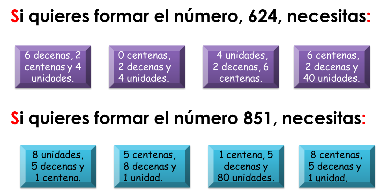 Si quieres formar el número, 624, necesitas:
6 decenas, 2
centenas y 4
unidades.
0 centenas,
2 decenas y
4 unidades.
4 unidades,
2 decenas, 6
centenas.
6 centenas,
2 decenas y
40 unidades.
Si quieres formar el número 851, necesitas:
8 unidades,
5 decenas y
1 centena.
5 centenas,
8 decenas y
1 unidad.
1 centena, 5
decenas y
80 unidades.
8 centenas,
5 decenas y
1 unidad,